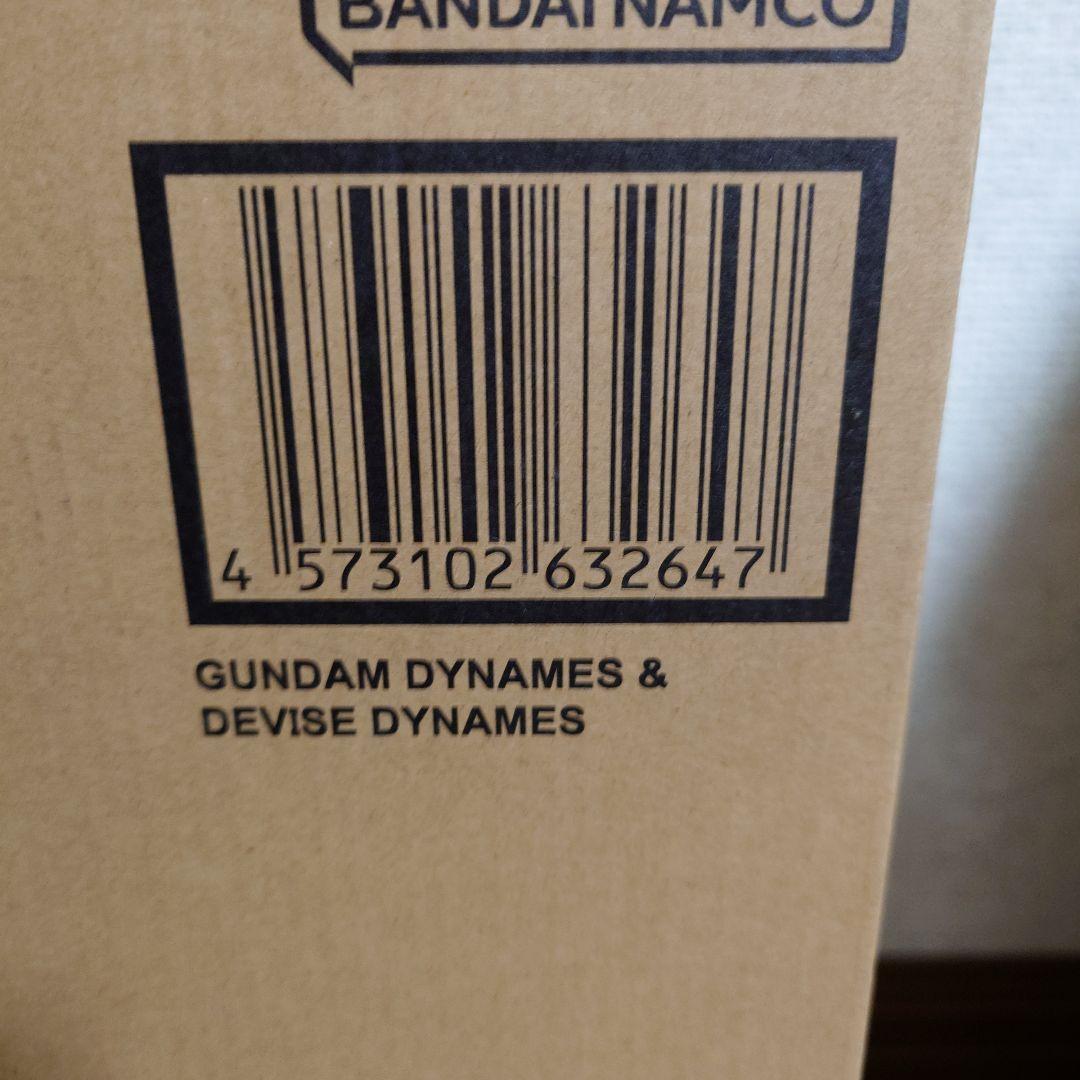 BANDAI NAMCO
4 573102 632647
GUNDAM DYNAMES &
DEVISE DYNAMES